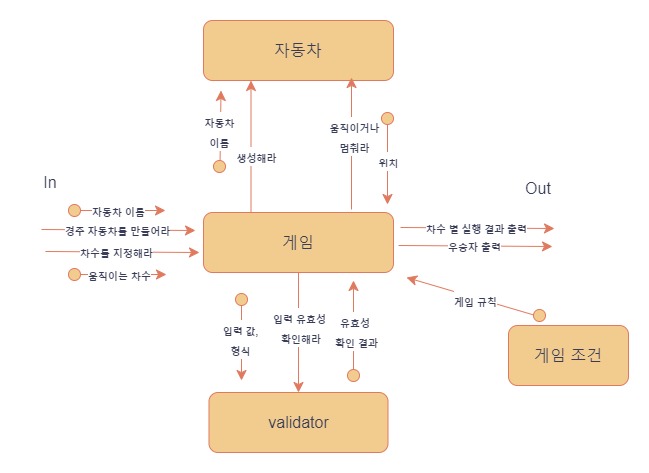 자동차
자동차
이름
생성해라
움직이거나
멈춰라
위치
In
Out
자동차 이름
경주 자동차를 만들어라
차수를 지정해라
움직이는 차수
게임
차수 별 실행 결과 출력
우승자 출력
게임 규칙
입력 값,
형식
입력 유효성
확인해라
유효성
확인 결과
게임 조건
validator